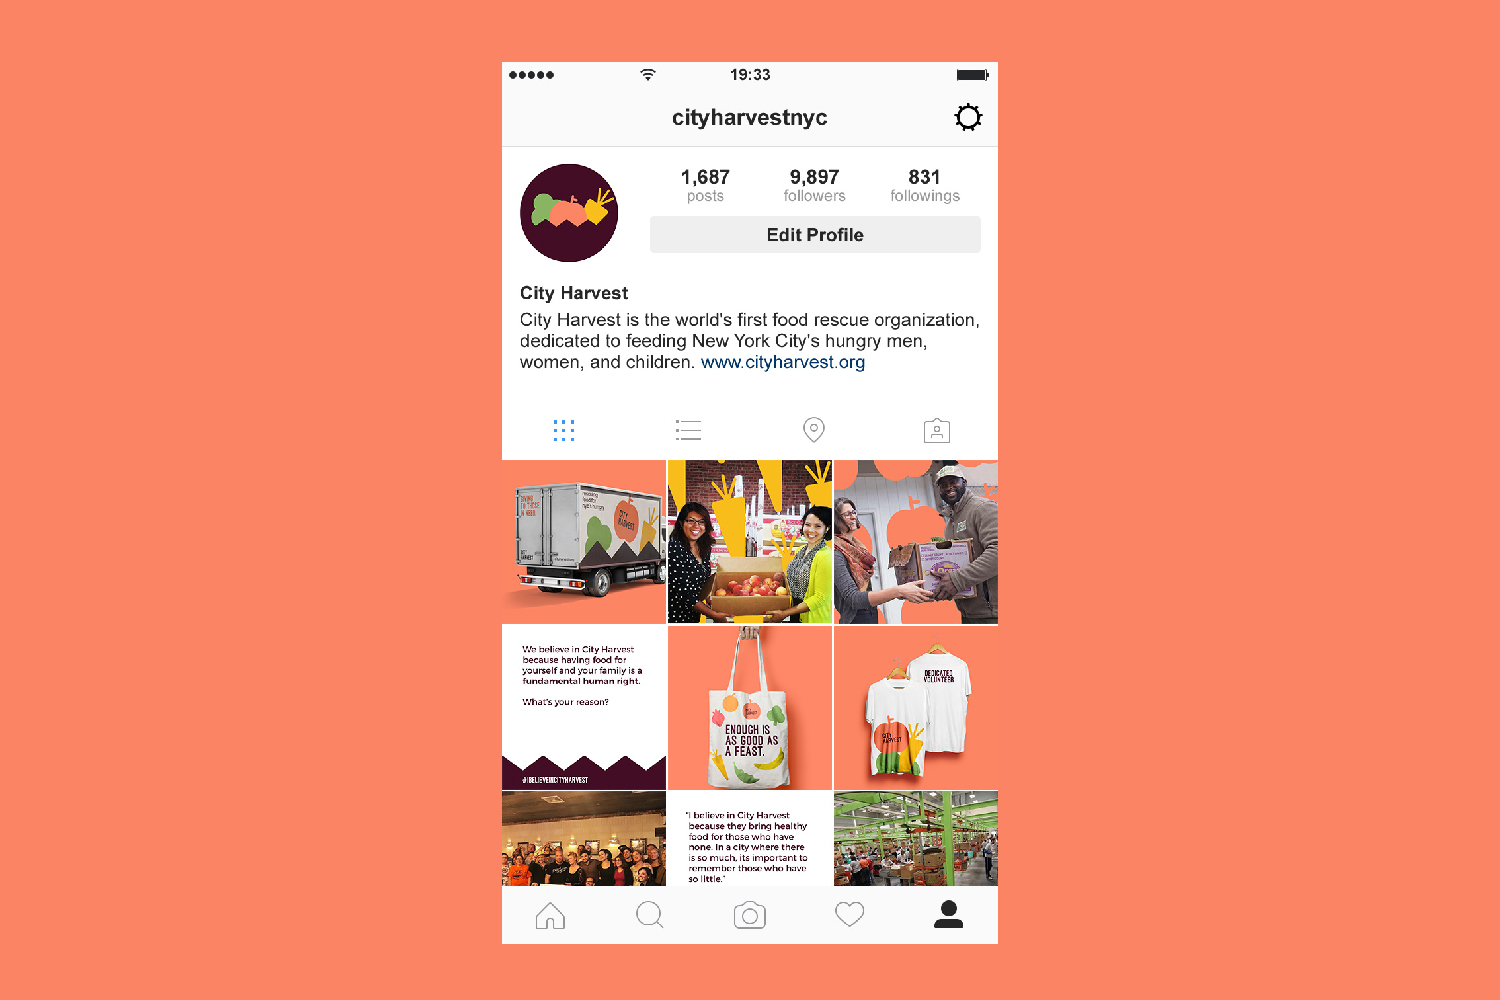 19:33
cityharvestnyc
1,687
posts
9,897
followers
831
followings
Edit Profile
City Harvest
City Harvest is the world's first food rescue organization,
dedicated to feeding New York City's hungry men,
women, and children. www.cityharvest.org
CITY
HARVEST
We believe in City Harvest
because having food for
yourself and your family is a
fundamental human right.
What's your reason?
#IBELIEVEINCITYHARVEST
ENOUGH IS
AS GOOD AS
A FEAST.
DEDICATED
VOLUNTEER
CITY
HARVEST
"I believe in City Harvest
because they bring healthy
food for those who have
none. In a city where there
is so much, its important to
remember those who have
so little."